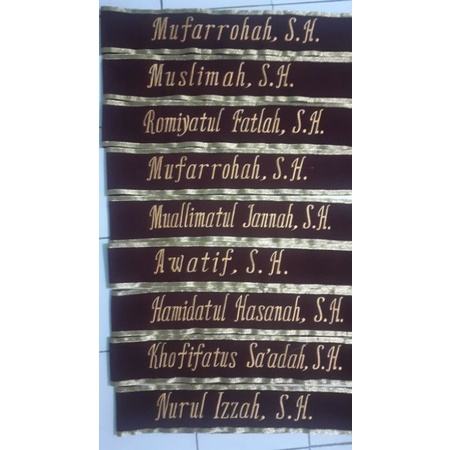 Mufarrohah, S.H.
Muslimah, S.H.
Romiyatul Fatlah, S.H.
Mufarrohah, S.H.
Muallimatul Jannah, S.H.
Awatif, S.H.
Hamidatul Hasanah, S.H.
Khofifatus Sa'adah, S.H.
Nurul Izzah, S.H.